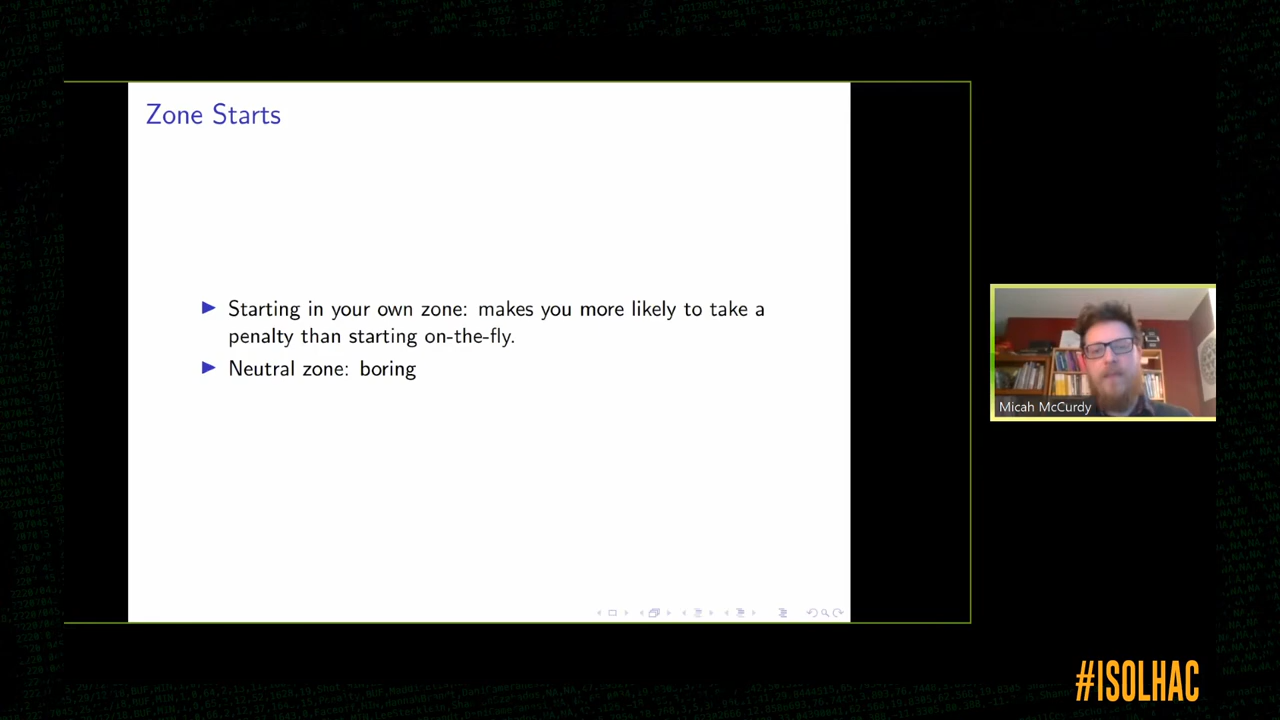 Zone Starts
Starting in your own zone: makes you more likely to take a
penalty than starting on-the-fly.
Neutral zone: boring
Micah McCurdy
#ISOLHAC